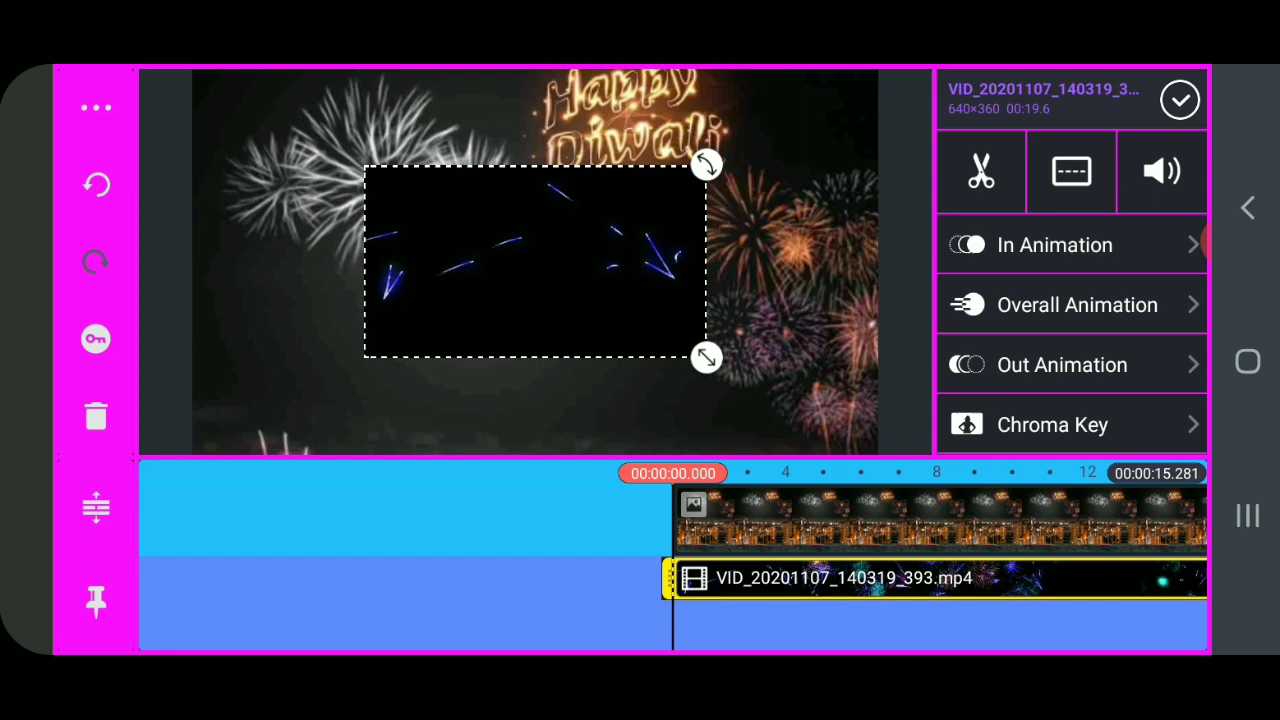 Happy
Diwali
VID_20201107_140319_3...
640×360 00:19.6
In Animation
Overall Animation
Out Animation
Chroma Key
00:00:00.000 4 8 12 00:00:15.281
VID_20201107_140319_393.mp4